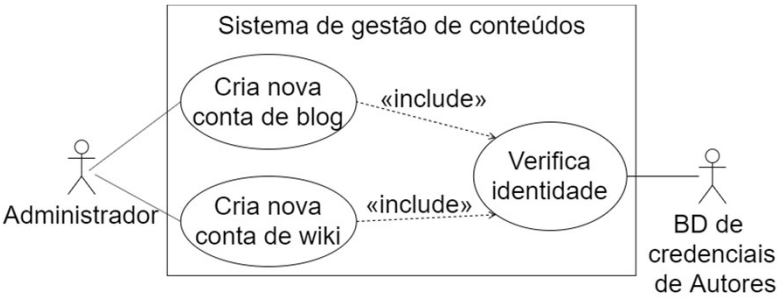 Sistema de gestão de conteúdos
Cria nova
conta de blog
«include»
Verifica
identidade
Administrador
Cria nova
conta de wiki
«include»
BD de
credenciais
de Autores